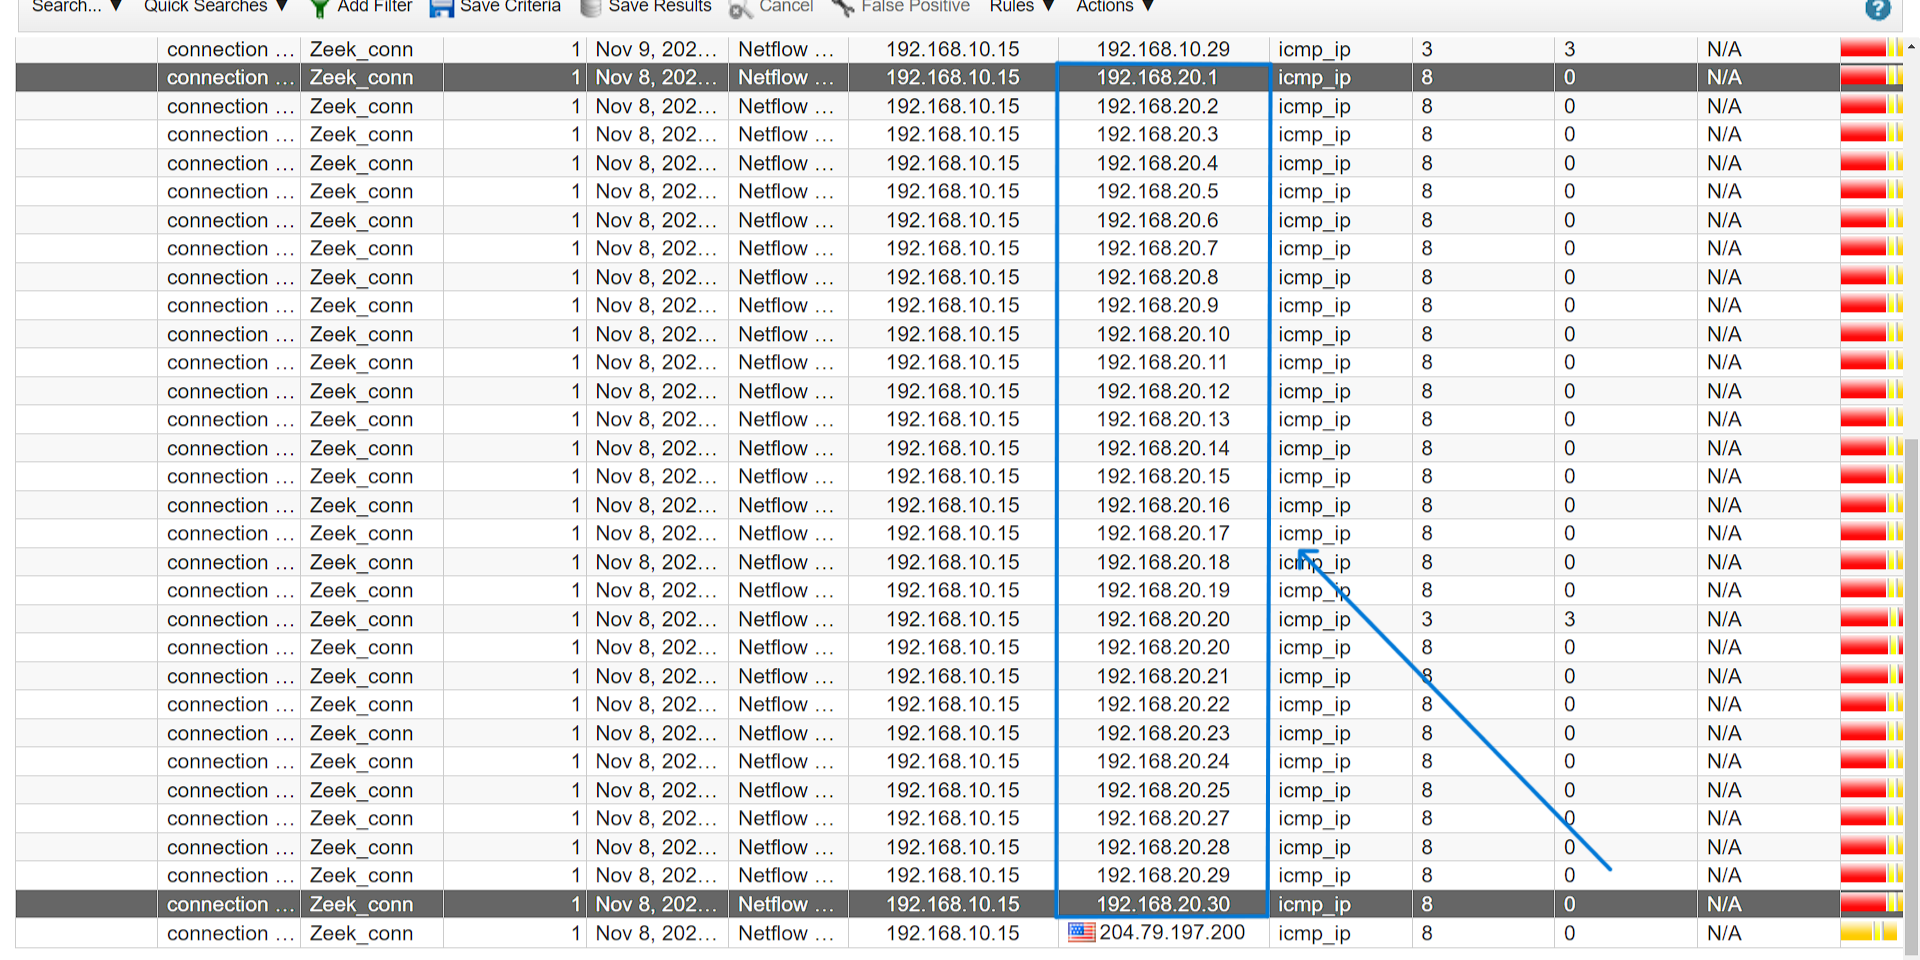 Search... ▼ Quick Searches ▼ Add Filter Save Criteria Save Results Cancel False Positive Rules ▼ Actions ▼ ?
connection ... Zeek_conn 1 Nov 9, 202... Netflow ... 192.168.10.15 192.168.10.29 icmp_ip 3 3 N/A
connection ... Zeek_conn 1 Nov 8, 202... Netflow ... 192.168.10.15 192.168.20.1 icmp_ip 8 0 N/A
connection ... Zeek_conn 1 Nov 8, 202... Netflow ... 192.168.10.15 192.168.20.2 icmp_ip 8 0 N/A
connection ... Zeek_conn 1 Nov 8, 202... Netflow ... 192.168.10.15 192.168.20.3 icmp_ip 8 0 N/A
connection ... Zeek_conn 1 Nov 8, 202... Netflow ... 192.168.10.15 192.168.20.4 icmp_ip 8 0 N/A
connection ... Zeek_conn 1 Nov 8, 202... Netflow ... 192.168.10.15 192.168.20.5 icmp_ip 8 0 N/A
connection ... Zeek_conn 1 Nov 8, 202... Netflow ... 192.168.10.15 192.168.20.6 icmp_ip 8 0 N/A
connection ... Zeek_conn 1 Nov 8, 202... Netflow ... 192.168.10.15 192.168.20.7 icmp_ip 8 0 N/A
connection ... Zeek_conn 1 Nov 8, 202... Netflow ... 192.168.10.15 192.168.20.8 icmp_ip 8 0 N/A
connection ... Zeek_conn 1 Nov 8, 202... Netflow ... 192.168.10.15 192.168.20.9 icmp_ip 8 0 N/A
connection ... Zeek_conn 1 Nov 8, 202... Netflow ... 192.168.10.15 192.168.20.10 icmp_ip 8 0 N/A
connection ... Zeek_conn 1 Nov 8, 202... Netflow ... 192.168.10.15 192.168.20.11 icmp_ip 8 0 N/A
connection ... Zeek_conn 1 Nov 8, 202... Netflow ... 192.168.10.15 192.168.20.12 icmp_ip 8 0 N/A
connection ... Zeek_conn 1 Nov 8, 202... Netflow ... 192.168.10.15 192.168.20.13 icmp_ip 8 0 N/A
connection ... Zeek_conn 1 Nov 8, 202... Netflow ... 192.168.10.15 192.168.20.14 icmp_ip 8 0 N/A
connection ... Zeek_conn 1 Nov 8, 202... Netflow ... 192.168.10.15 192.168.20.15 icmp_ip 8 0 N/A
connection ... Zeek_conn 1 Nov 8, 202... Netflow ... 192.168.10.15 192.168.20.16 icmp_ip 8 0 N/A
connection ... Zeek_conn 1 Nov 8, 202... Netflow ... 192.168.10.15 192.168.20.17 icmp_ip 8 0 N/A
connection ... Zeek_conn 1 Nov 8, 202... Netflow ... 192.168.10.15 192.168.20.18 icmp_ip 8 0 N/A
connection ... Zeek_conn 1 Nov 8, 202... Netflow ... 192.168.10.15 192.168.20.19 icmp_ip 8 0 N/A
connection ... Zeek_conn 1 Nov 8, 202... Netflow ... 192.168.10.15 192.168.20.20 icmp_ip 3 3 N/A
connection ... Zeek_conn 1 Nov 8, 202... Netflow ... 192.168.10.15 192.168.20.20 icmp_ip 8 0 N/A
connection ... Zeek_conn 1 Nov 8, 202... Netflow ... 192.168.10.15 192.168.20.21 icmp_ip 8 0 N/A
connection ... Zeek_conn 1 Nov 8, 202... Netflow ... 192.168.10.15 192.168.20.22 icmp_ip 8 0 N/A
connection ... Zeek_conn 1 Nov 8, 202... Netflow ... 192.168.10.15 192.168.20.23 icmp_ip 8 0 N/A
connection ... Zeek_conn 1 Nov 8, 202... Netflow ... 192.168.10.15 192.168.20.24 icmp_ip 8 0 N/A
connection ... Zeek_conn 1 Nov 8, 202... Netflow ... 192.168.10.15 192.168.20.25 icmp_ip 8 0 N/A
connection ... Zeek_conn 1 Nov 8, 202... Netflow ... 192.168.10.15 192.168.20.27 icmp_ip 8 0 N/A
connection ... Zeek_conn 1 Nov 8, 202... Netflow ... 192.168.10.15 192.168.20.28 icmp_ip 8 0 N/A
connection ... Zeek_conn 1 Nov 8, 202... Netflow ... 192.168.10.15 192.168.20.29 icmp_ip 8 0 N/A
connection ... Zeek_conn 1 Nov 8, 202... Netflow ... 192.168.10.15 192.168.20.30 icmp_ip 8 0 N/A
connection ... Zeek_conn 1 Nov 8, 202... Netflow ... 192.168.10.15 204.79.197.200 icmp_ip 8 0 N/A